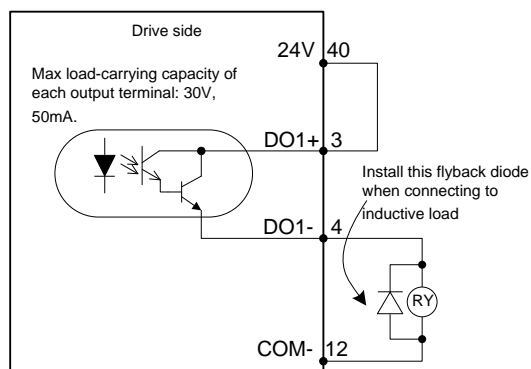 Drive side
24V 40
Max load-carrying capacity of
each output terminal: 30V,
50mA.
DO1+ 3
Install this flyback diode
when connecting to
inductive load
DO1- 4
RY
COM- 12